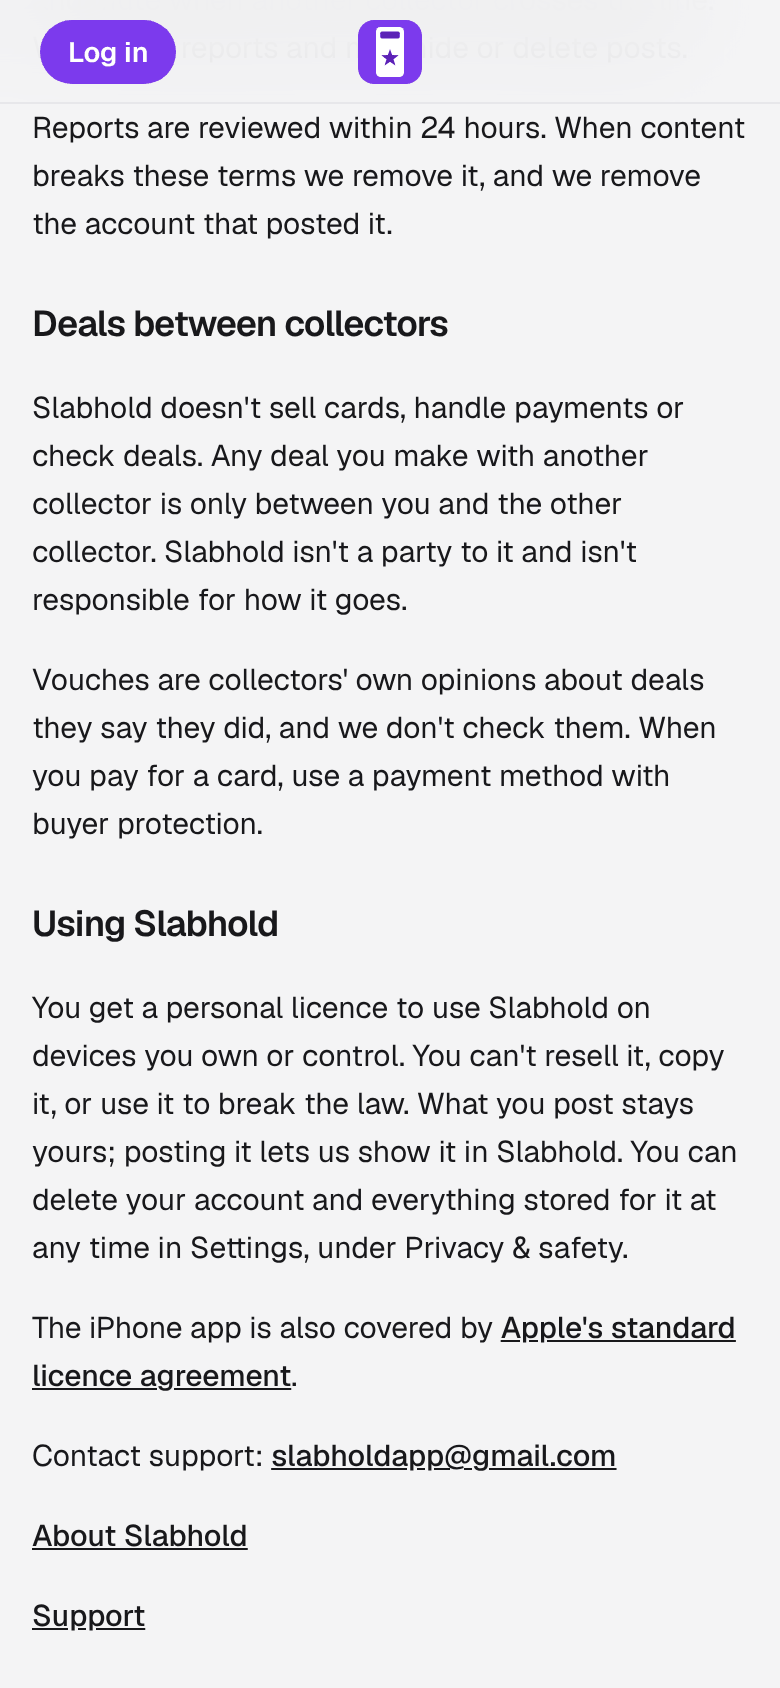 reports and
ide or delete posts.
Log in
Reports are reviewed within 24 hours. When content
breaks these terms we remove it, and we remove
the account that posted it.
Deals between collectors
Slabhold doesn't sell cards, handle payments or
check deals. Any deal you make with another
collector is only between you and the other
collector. Slabhold isn't a party to it and isn't
responsible for how it goes.
Vouches are collectors' own opinions about deals
they say they did, and we don't check them. When
you pay for a card, use a payment method with
buyer protection.
Using Slabhold
You get a personal licence to use Slabhold on
devices you own or control. You can't resell it, copy
it, or use it to break the law. What you post stays
yours; posting it lets us show it in Slabhold. You can
delete your account and everything stored for it at
any time in Settings, under Privacy & safety.
The iPhone app is also covered by Apple's standard
licence agreement.
Contact support: slabholdapp@gmail.com
About Slabhold
Support